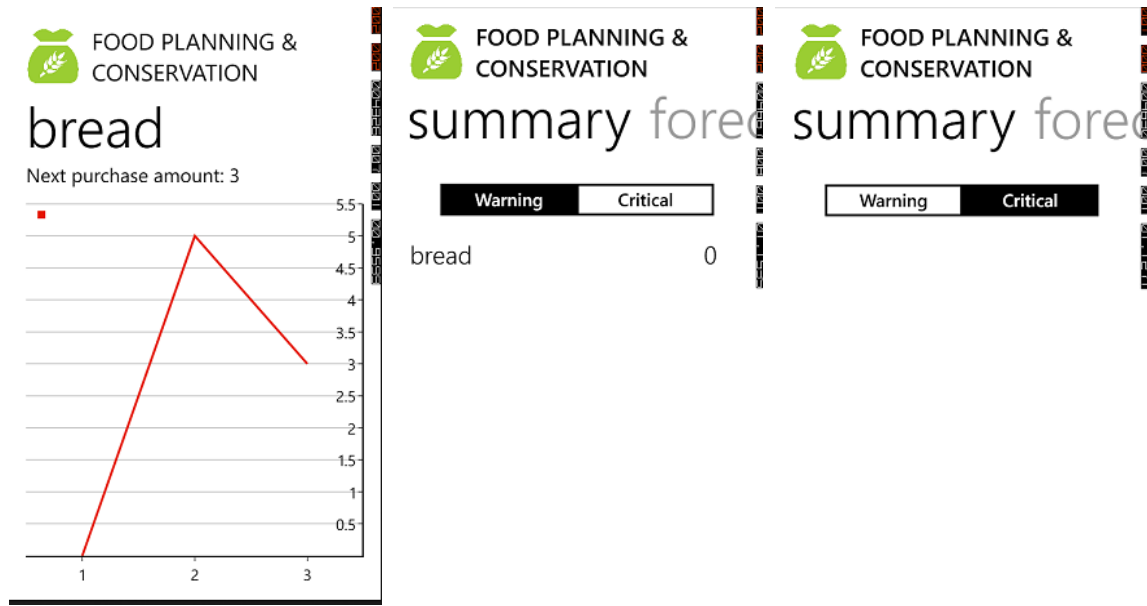 FOOD PLANNING &
CONSERVATION
bread
Next purchase amount: 3
5.5
5
4.5
4
3.5
3
2.5
2
1.5
1
0.5
1 2 3
FOOD PLANNING &
CONSERVATION
summary forec
Warning Critical
bread 0
FOOD PLANNING &
CONSERVATION
summary forec
Warning Critical